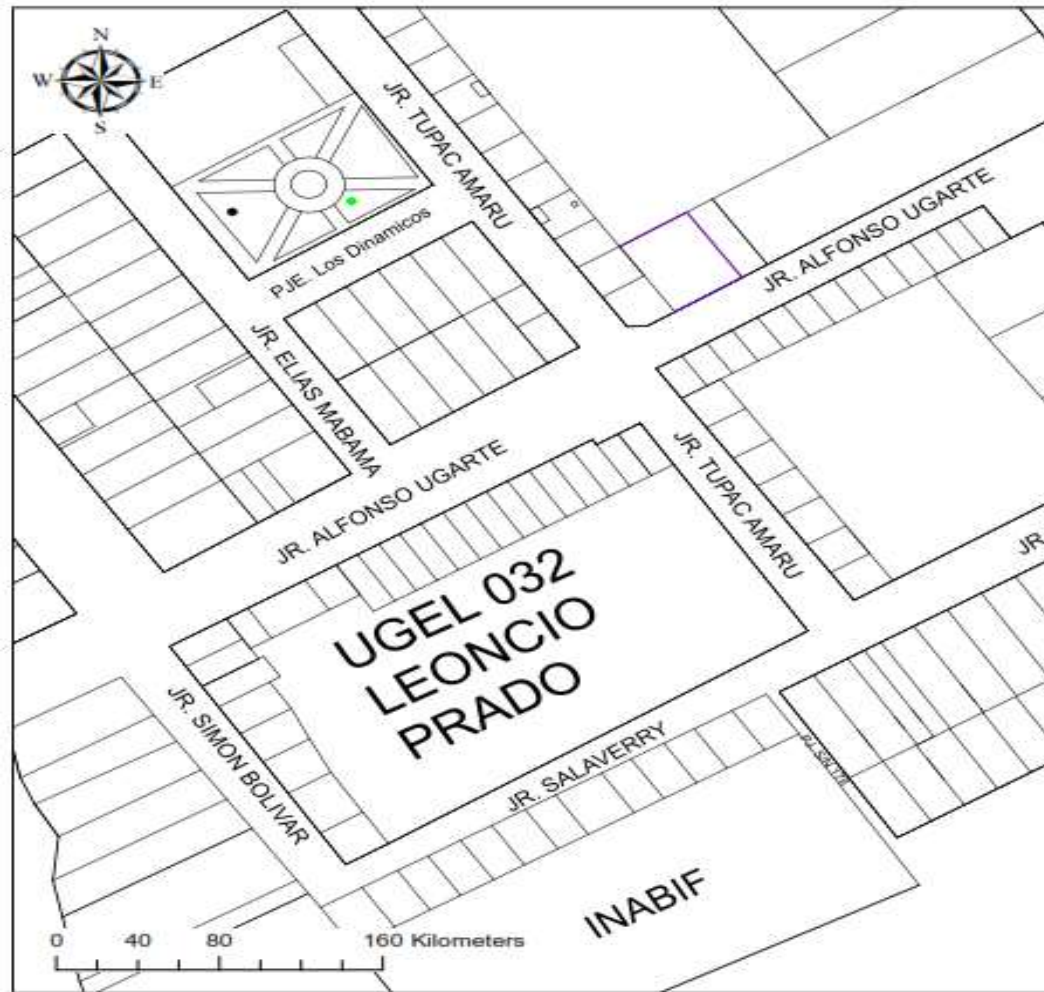 N
W E
S
JR. TUPAC AMARU
JR. ALFONSO UGARTE
PJE. Los Dinamicos
JR. ELIAS MABAMA
JR. ALFONSO UGARTE
JR. TUPAC AMARU
JR.
UGEL 032
LEONCIO
PRADO
JR. SIMON BOLIVAR
JR. SALAVERRY
INABIF
0 40 80 160 Kilometers